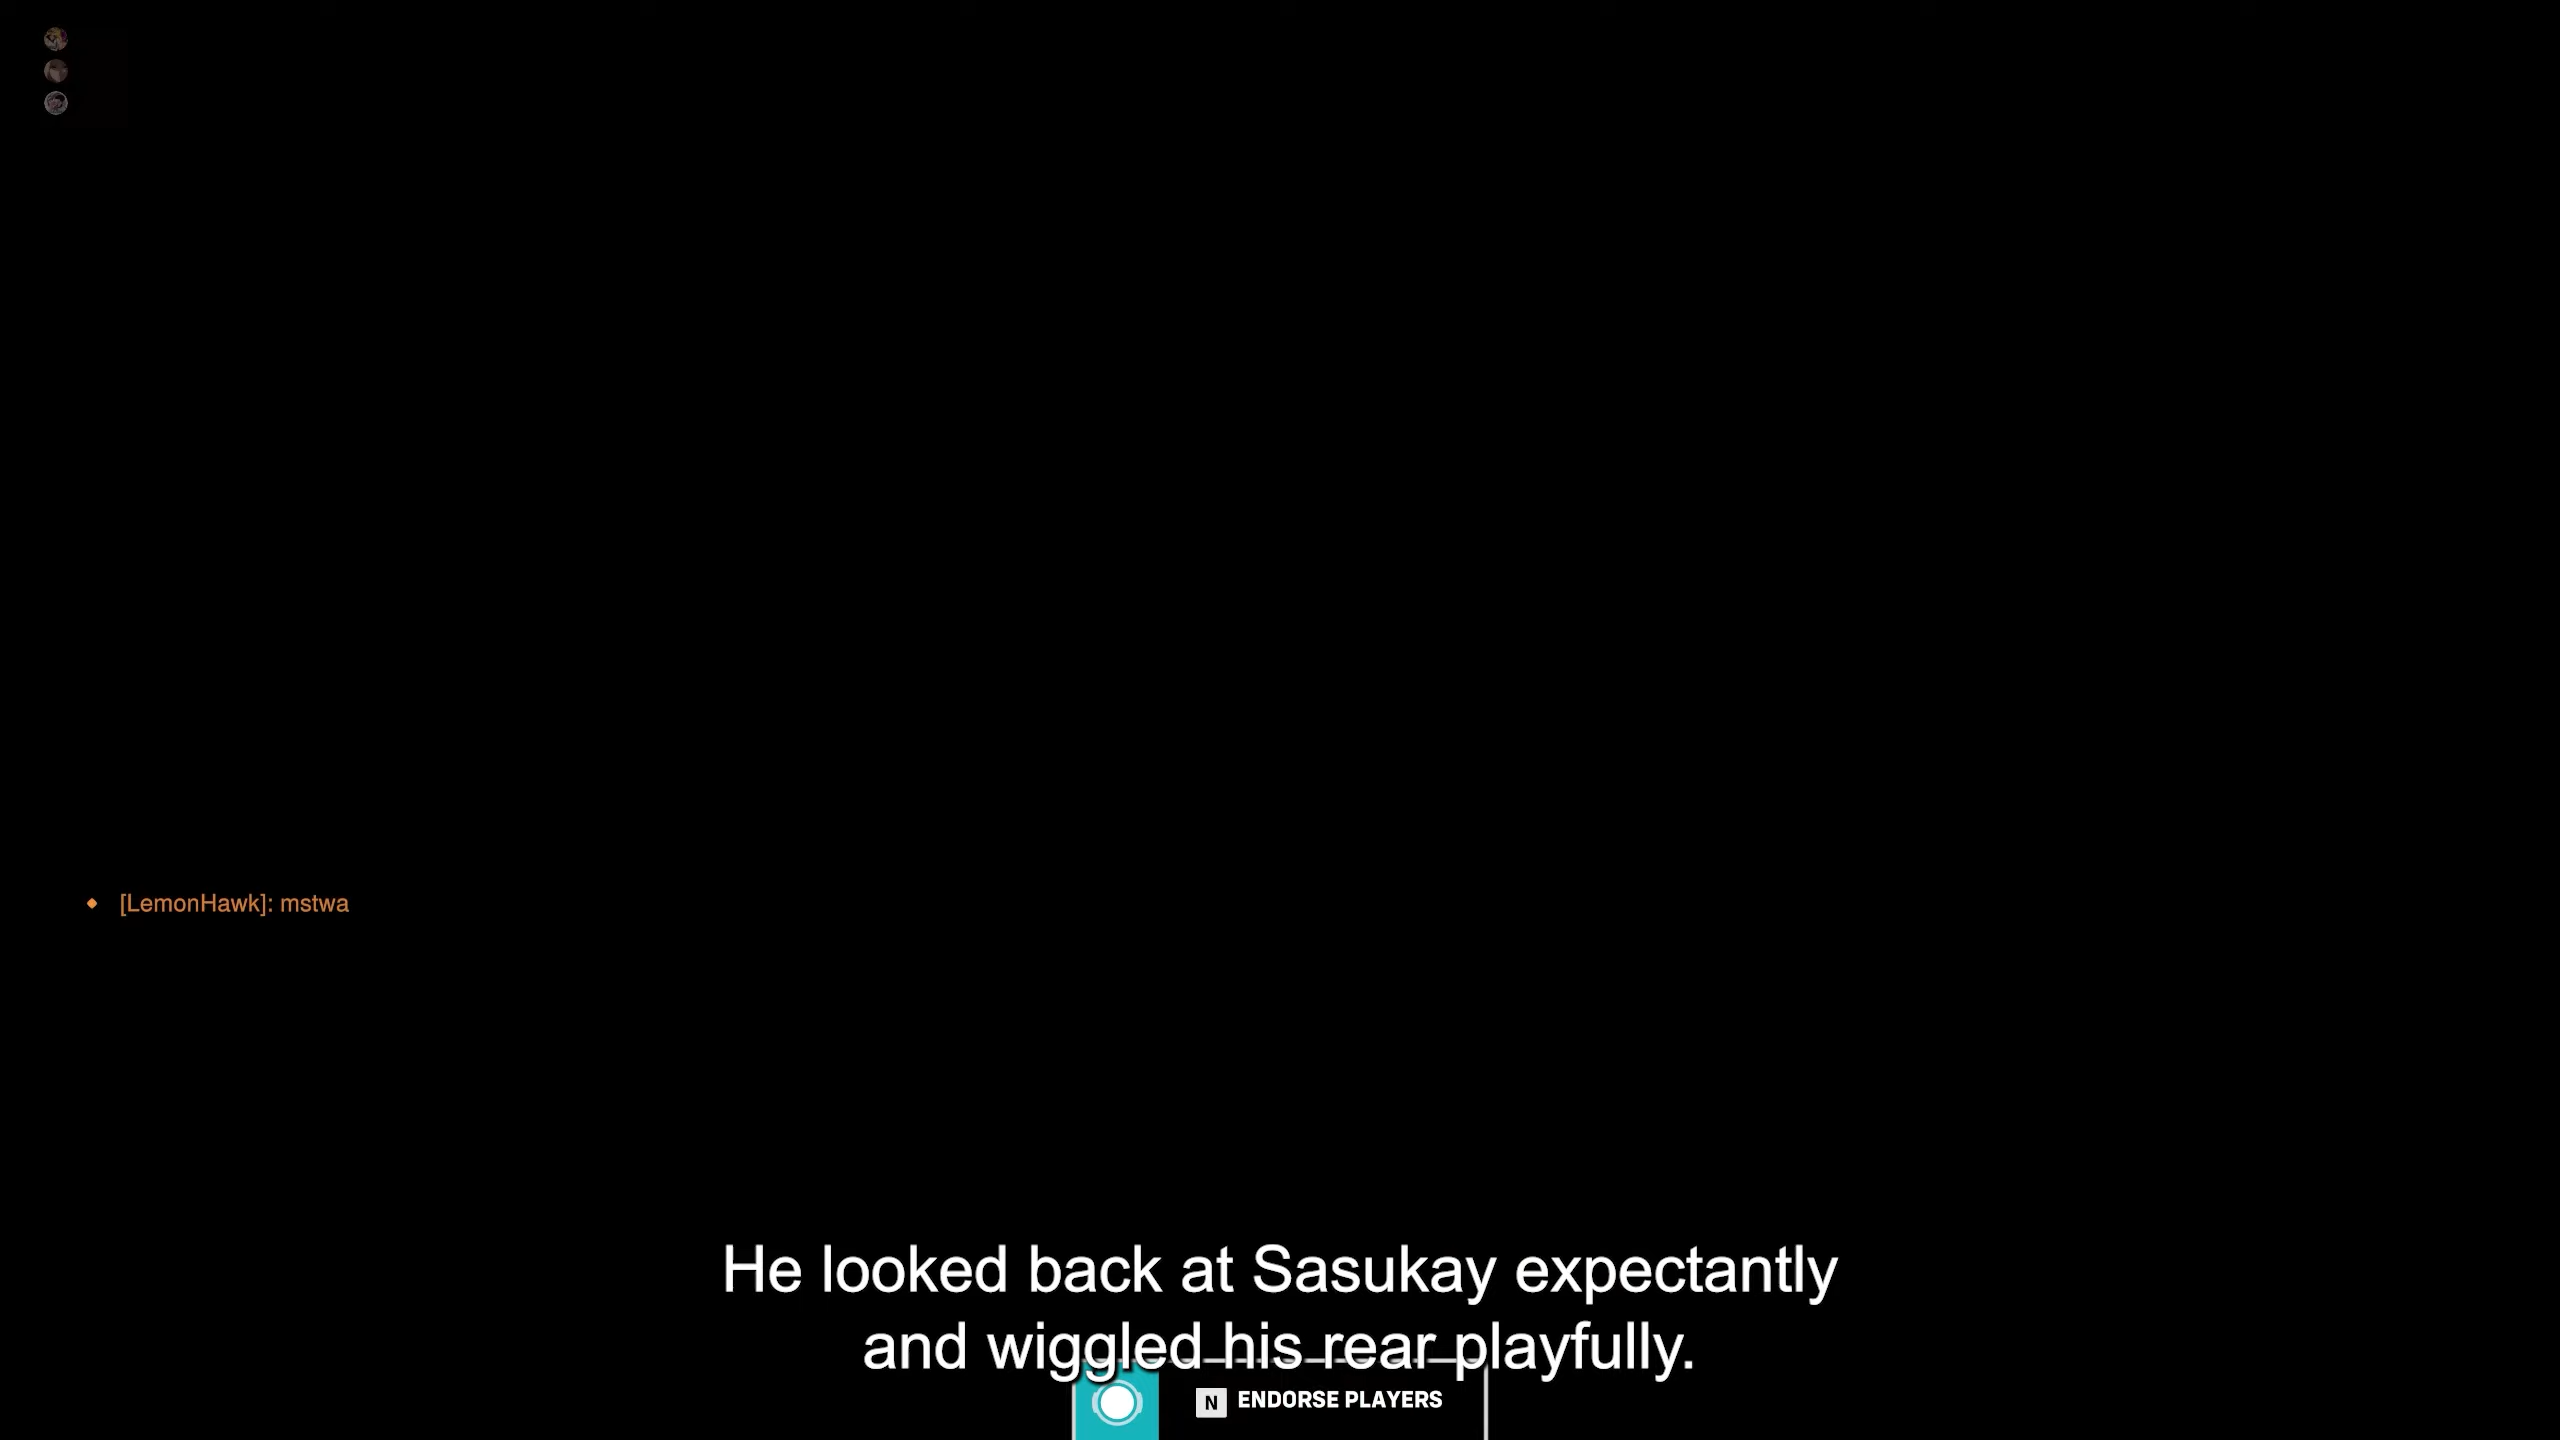 [LemonHawk]: mstwa
He looked back at Sasukay expectantly
and wiggled his rear playfully.
N ENDORSE PLAYERS